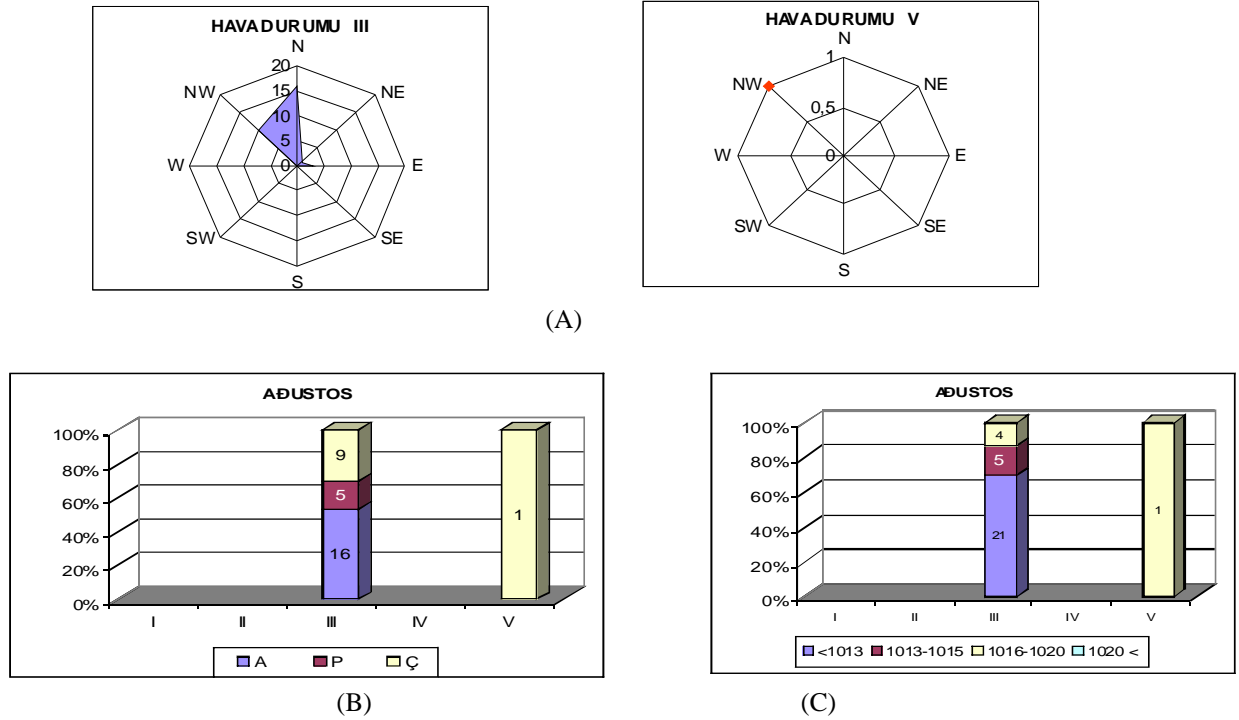 HAVADURUMU III
N
20
15
10
5
0
NW
NE
W
E
SW
SE
S
HAVADURUMU V
N
1
0,5
0
NW
NE
W
E
SW
SE
S
(A)
AÐUSTOS
100%
80%
60%
40%
20%
0%
9
5
16
1
I II III IV V
A P Ç
(B)
AÐUSTOS
100%
80%
60%
40%
20%
0%
4
5
21
1
I II III IV V
<1013 1013-1015 1016-1020 1020 <
(C)